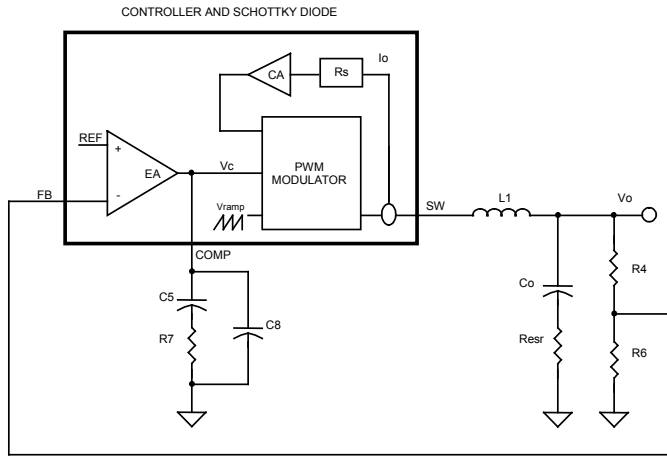 CONTROLLER AND SCHOTTKY DIODE
Io
CA
Rs
REF
+
EA
-
Vc
PWM
MODULATOR
FB
Vramp
SW
L1
Vo
COMP
R4
Co
C5
R7
C8
Resr
R6